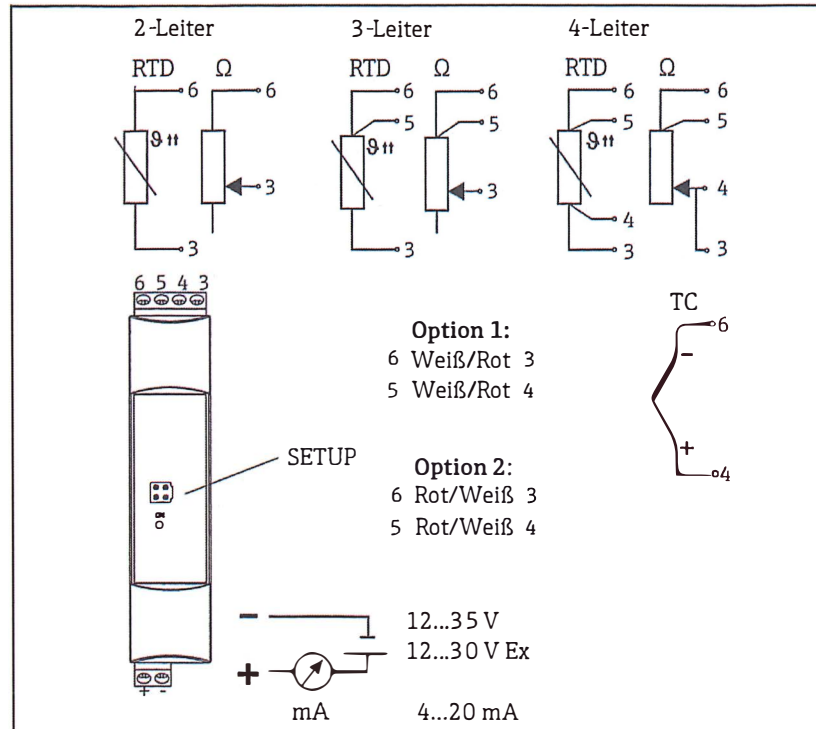 2-Leiter 3-Leiter 4-Leiter
RTD Ω RTD Ω RTD Ω
6 6 6 6 6 6
5 5 5 5
ϑ ϑ ϑ
3 3 4 4
3 3 3 3
6 5 4 3
TC
6
-
+
4
Option 1:
6 Weiß/Rot 3
5 Weiß/Rot 4
SETUP
Option 2:
6 Rot/Weiß 3
5 Rot/Weiß 4
ON
- 12...35 V
12...30 V Ex
+
+ -
mA 4...20 mA